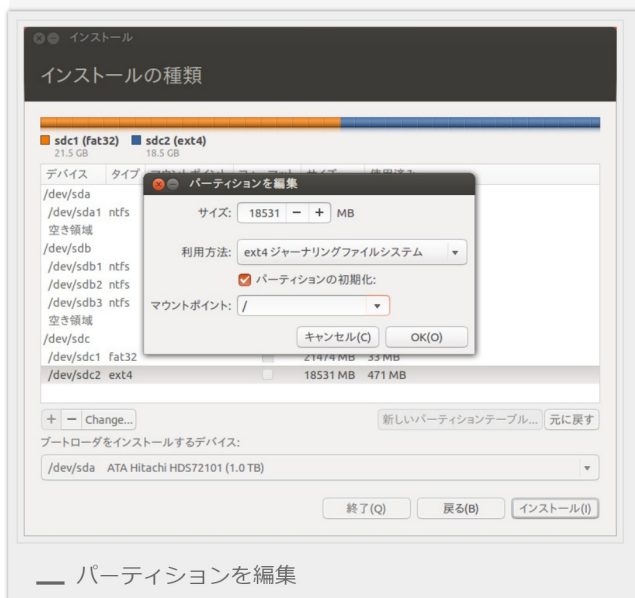 インストール
インストールの種類
sdc1 (fat32) sdc2 (ext4)
21.5 GB 18.5 GB
デバイス タイプ
/dev/sda
/dev/sda1 ntfs
空き領域
/dev/sdb
/dev/sdb1 ntfs
/dev/sdb2 ntfs
/dev/sdb3 ntfs
空き領域
/dev/sdc
/dev/sdc1 fat32 21474 MB 33 MB
/dev/sdc2 ext4 18531 MB 471 MB
パーティションを編集
サイズ: 18531 − + MB
利用方法: ext4 ジャーナリングファイルシステム
パーティションの初期化:
マウントポイント: /
キャンセル(C) OK(O)
+ − Change... 新しいパーティションテーブル... 元に戻す
ブートローダをインストールするデバイス:
/dev/sda ATA Hitachi HDS72101 (1.0 TB)
終了(Q) 戻る(B) インストール(I)
パーティションを編集